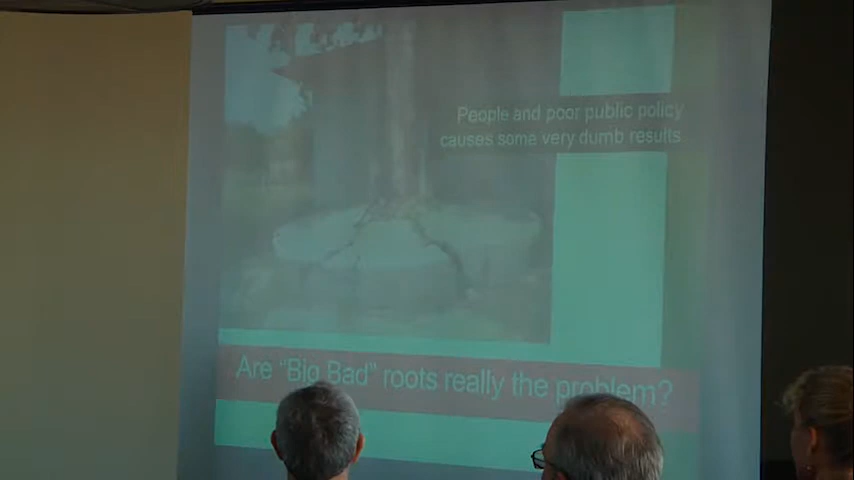 People and poor public policy
causes some very dumb results
Are “Big Bad” roots really the problem?